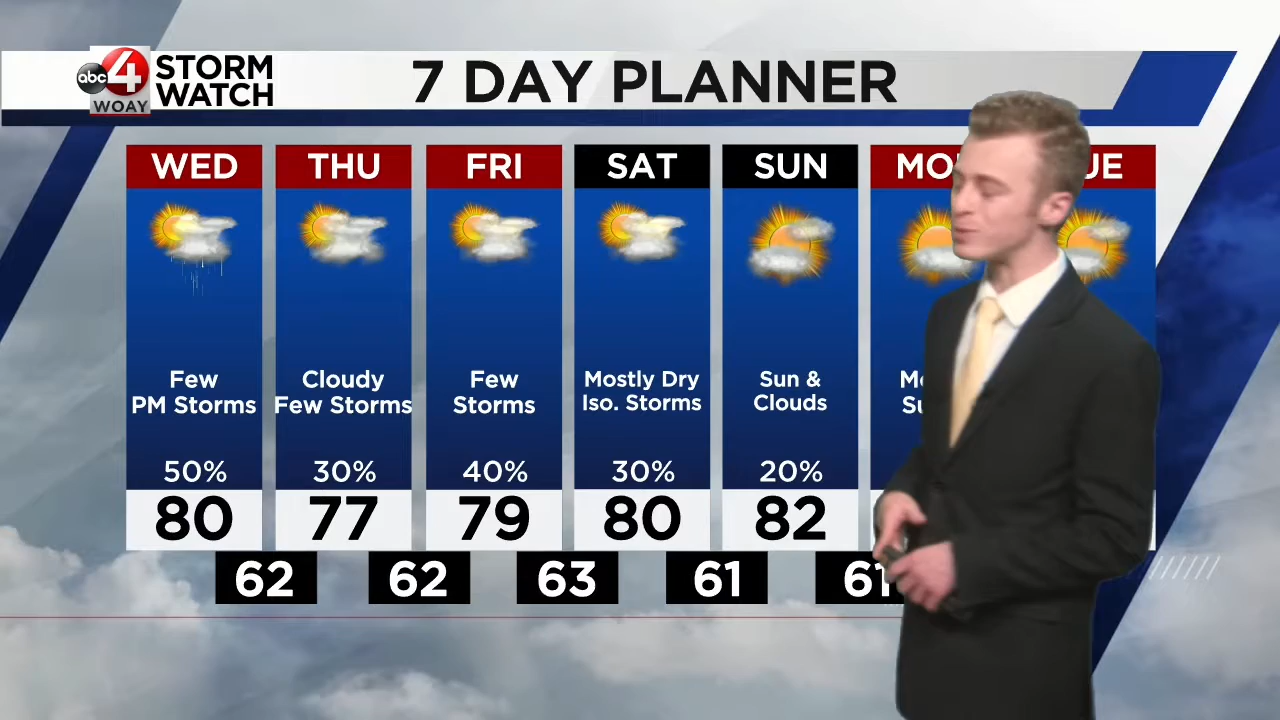 abc 4
WOAY
STORM
WATCH
7 DAY PLANNER
WED
THU
FRI
SAT
SUN
Few
PM Storms
Cloudy
Few Storms
Few
Storms
Mostly Dry
Iso. Storms
Sun &
Clouds
50%
30%
40%
30%
20%
80
77
79
80
82
62
62
63
61
61